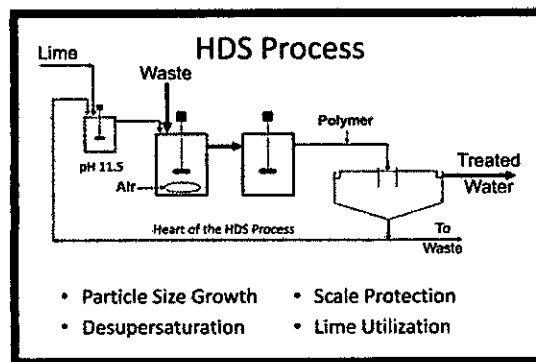 HDS Process
Lime
Waste
Polymer
pH 11.5
Air
Treated
Water
Heart of the HDS Process
To
Waste
• Particle Size Growth
• Desupersaturation
• Scale Protection
• Lime Utilization